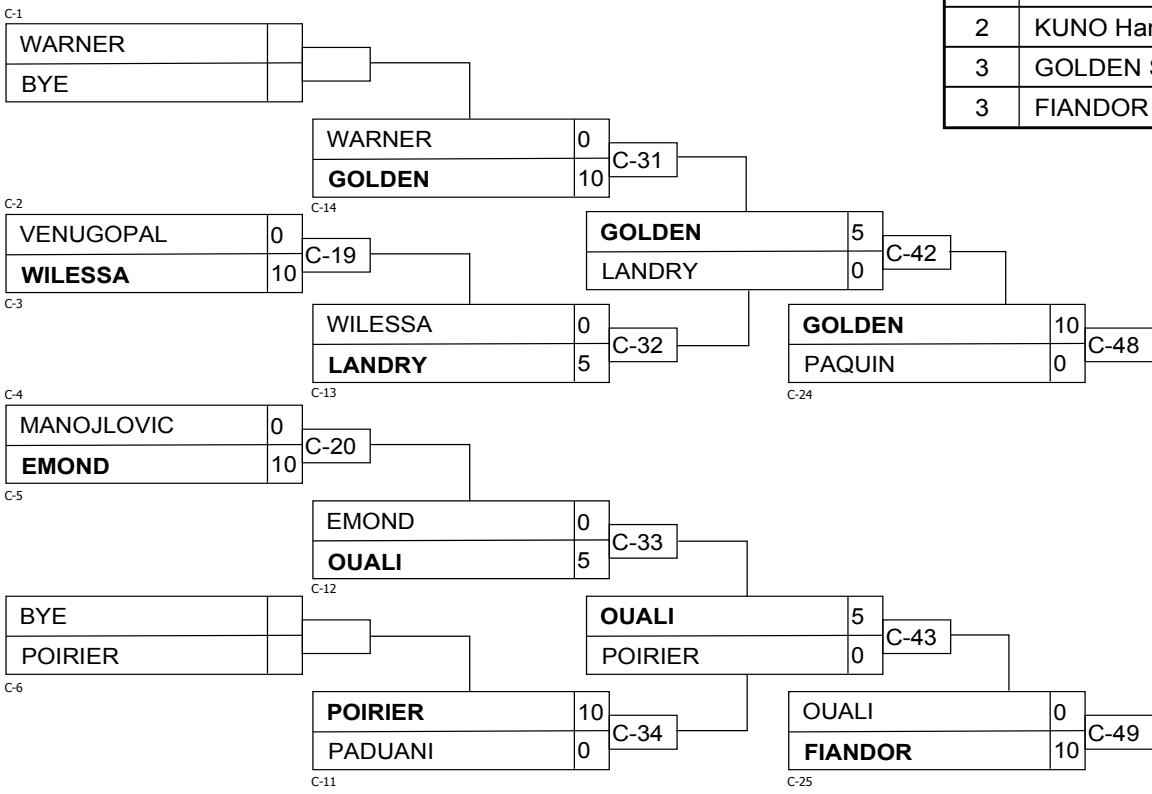 C-1
WARNER
BYE
2 KUNO Har
3 GOLDEN
3 FIANDOR
WARNER 0
GOLDEN 10
C-31
C-14
C-2
VENUGOPAL 0
WILESSA 10
C-19
C-3
GOLDEN 5
LANDRY 0
C-42
WILESSA 0
LANDRY 5
C-32
C-13
GOLDEN 10
PAQUIN 0
C-48
C-24
C-4
MANOJLOVIC 0
EMOND 10
C-20
C-5
EMOND 0
OUALI 5
C-33
C-12
BYE
POIRIER
C-6
OUALI 5
POIRIER 0
C-43
POIRIER 10
PADUANI 0
C-34
C-11
OUALI 0
FIANDOR 10
C-49
C-25